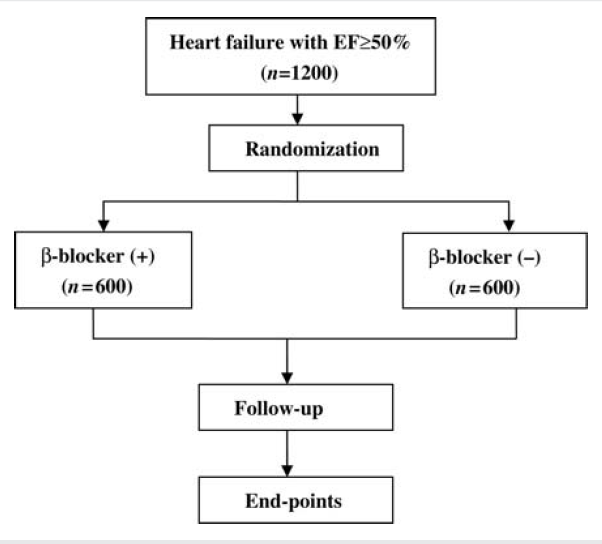 Heart failure with EF≥50%
(n=1200)
Randomization
β-blocker (+)
(n=600)
β-blocker (–)
(n=600)
Follow-up
End-points